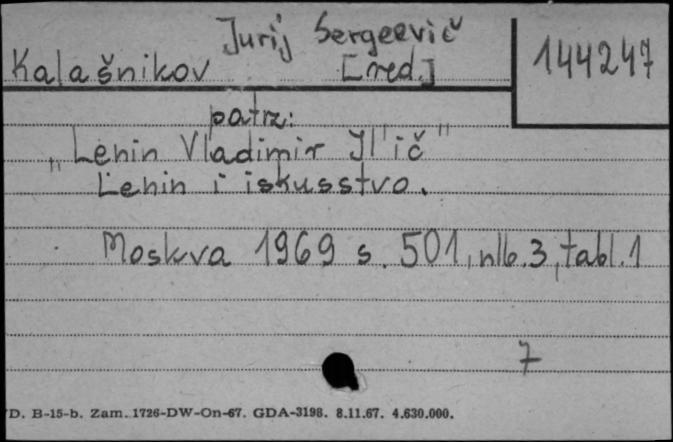 Jurij Sergeevič
Kalašnikov [red.]
144247
patrz:
„Lenin Vladimir Il'ič"
Lenin i iskusstvo.
Moskva 1969 s. 501, nlb. 3, tabl. 1
7
D. B-15-b. Zam. 1726-DW-On-67. GDA-3198. 8.11.67. 4.630.000.